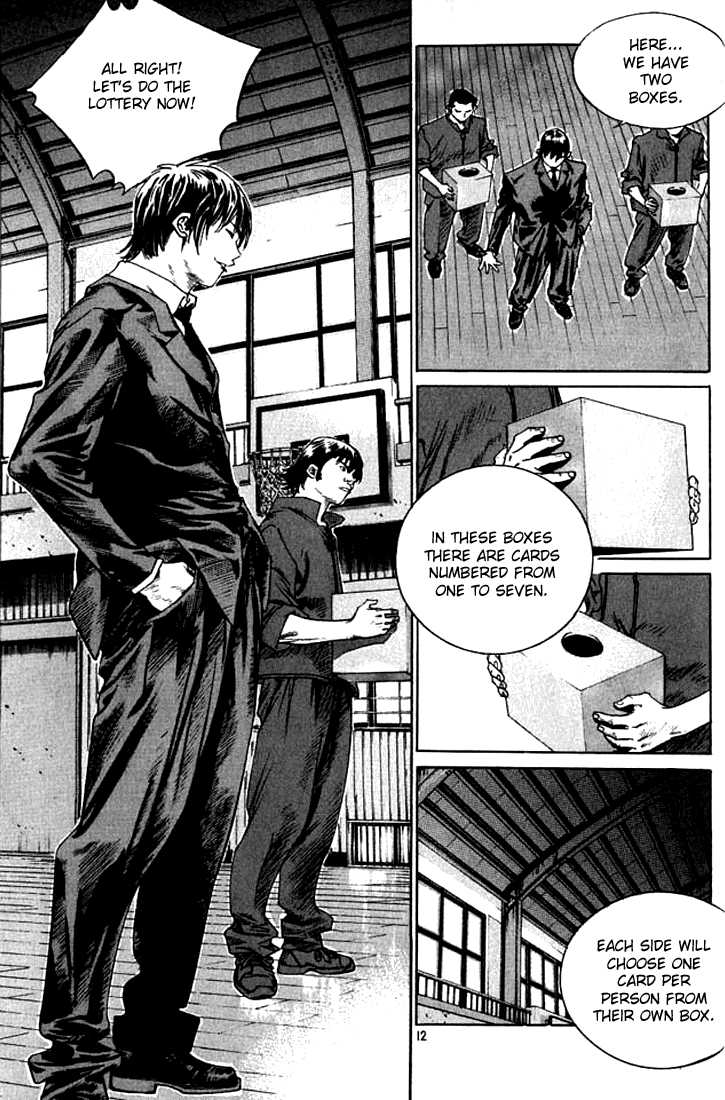 HERE...
WE HAVE
TWO
BOXES.
IN THESE BOXES
THERE ARE CARDS
NUMBERED FROM
ONE TO SEVEN.
EACH SIDE WILL
CHOOSE ONE
CARD PER
PERSON FROM
THEIR OWN BOX.
ALL RIGHT!
LET'S DO THE
LOTTERY NOW!
12